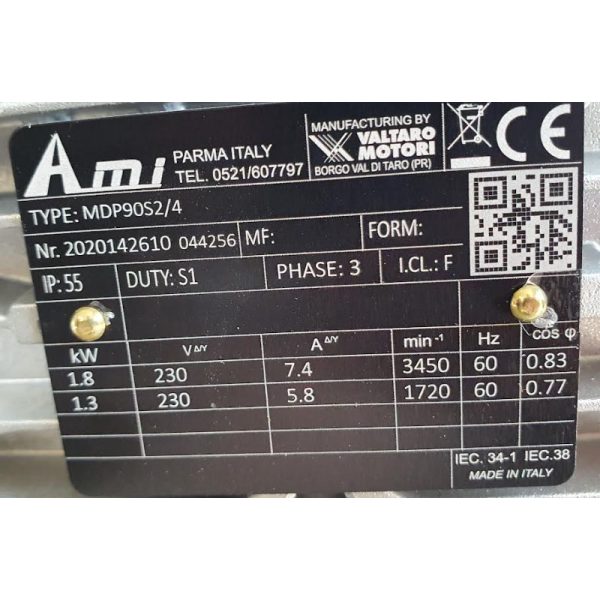 Ami PARMA ITALY
TEL. 0521/607797
MANUFACTURING BY
VALTARO
MOTORI
BORGO VAL DI TARO (PR)
CE
TYPE: MDP90S2/4
Nr. 2020142610 044256 MF: FORM:
IP: 55 DUTY: S1 PHASE: 3 I.CL.: F
kW V Δ/Y A Δ/Y min⁻¹ Hz cos φ
1.8 230 7.4 3450 60 0.83
1.3 230 5.8 1720 60 0.77
IEC. 34-1 IEC.38
MADE IN ITALY